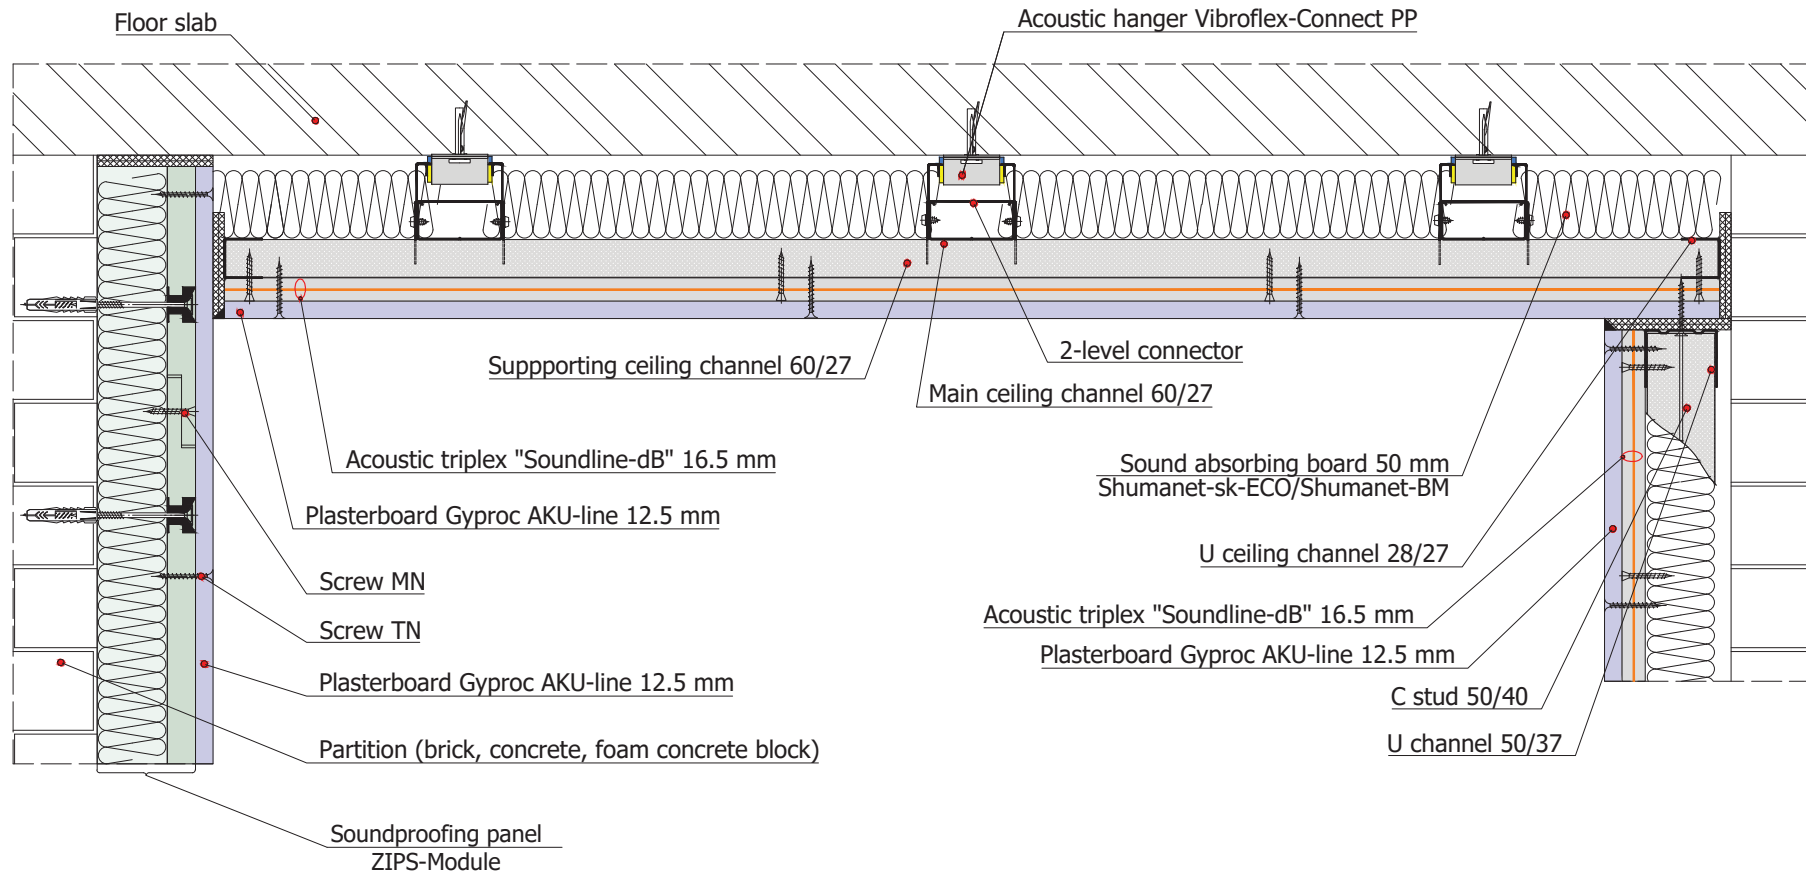 Floor slab
Acoustic hanger Vibroflex-Connect PP
Suppporting ceiling channel 60/27
2-level connector
Main ceiling channel 60/27
Acoustic triplex "Soundline-dB" 16.5 mm
Sound absorbing board 50 mm
Shumanet-sk-ECO/Shumanet-BM
Plasterboard Gyproc AKU-line 12.5 mm
U ceiling channel 28/27
Screw MN
Acoustic triplex "Soundline-dB" 16.5 mm
Screw TN
Plasterboard Gyproc AKU-line 12.5 mm
Plasterboard Gyproc AKU-line 12.5 mm
C stud 50/40
Partition (brick, concrete, foam concrete block)
U channel 50/37
Soundproofing panel
ZIPS-Module